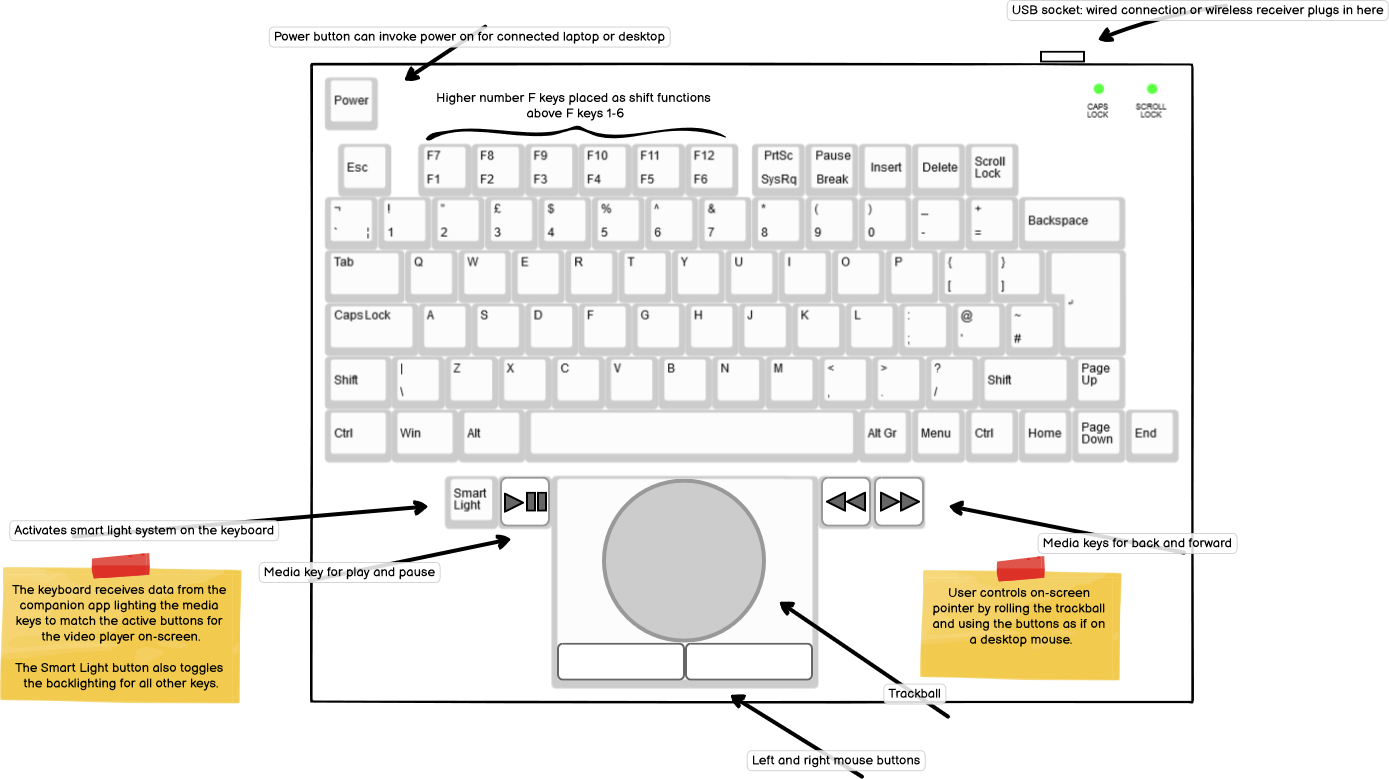 USB socket: wired connection or wireless receiver plugs in here
Power button can invoke power on for connected laptop or desktop
Power
Higher number F keys placed as shift functions
above F keys 1-6
CAPS
LOCK
SCROLL
LOCK
Esc
F7
F1
F8
F2
F9
F3
F10
F4
F11
F5
F12
F6
PrtSc
SysRq
Pause
Break
Insert
Delete
Scroll
Lock
¬
` ¦
!
1
"
2
£
3
$
4
%
5
^
6
&
7
*
8
(
9
)
0
_
-
+
=
Backspace
Tab
Q
W
E
R
T
Y
U
I
O
P
{
[
}
]
↵
Caps Lock
A
S
D
F
G
H
J
K
L
:
;
@
'
~
#
Shift
|
\
Z
X
C
V
B
N
M
<
,
>
.
?
/
Shift
Page
Up
Ctrl
Win
Alt
Alt Gr
Menu
Ctrl
Home
Page
Down
End
Smart
Light
Activates smart light system on the keyboard
Media key for play and pause
Media keys for back and forward
The keyboard receives data from the
companion app lighting the media
keys to match the active buttons for
the video player on-screen.
The Smart Light button also toggles
the backlighting for all other keys.
User controls on-screen
pointer by rolling the trackball
and using the buttons as if on
a desktop mouse.
Trackball
Left and right mouse buttons